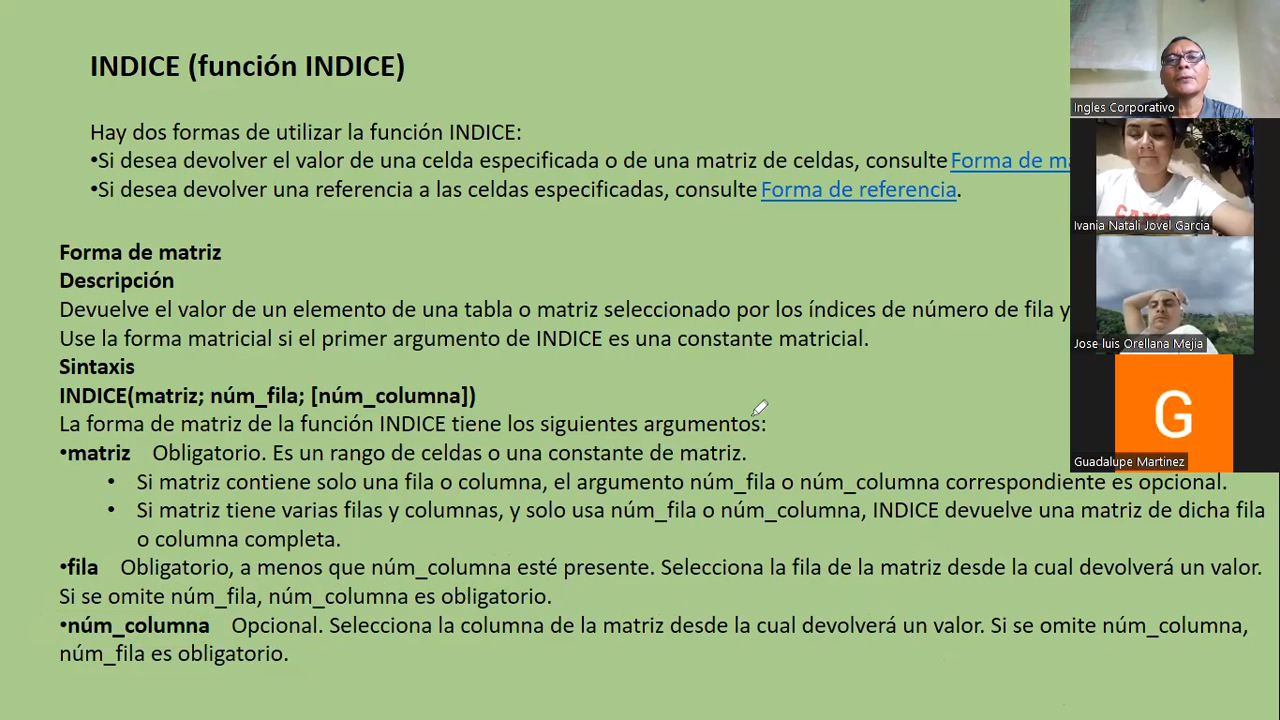 INDICE (función INDICE)
Hay dos formas de utilizar la función INDICE:
•Si desea devolver el valor de una celda especificada o de una matriz de celdas, consulte Forma de
•Si desea devolver una referencia a las celdas especificadas, consulte Forma de referencia.
Forma de matriz
Descripción
Devuelve el valor de un elemento de una tabla o matriz seleccionado por los índices de número de fila y
Use la forma matricial si el primer argumento de INDICE es una constante matricial.
Sintaxis
INDICE(matriz; núm_fila; [núm_columna])
La forma de matriz de la función INDICE tiene los siguientes argumentos:
•matriz Obligatorio. Es un rango de celdas o una constante de matriz.
• Si matriz contiene solo una fila o columna, el argumento núm_fila o núm_columna correspondiente es opcional.
• Si matriz tiene varias filas y columnas, y solo usa núm_fila o núm_columna, INDICE devuelve una matriz de dicha fila
o columna completa.
•fila Obligatorio, a menos que núm_columna esté presente. Selecciona la fila de la matriz desde la cual devolverá un valor.
Si se omite núm_fila, núm_columna es obligatorio.
•núm_columna Opcional. Selecciona la columna de la matriz desde la cual devolverá un valor. Si se omite núm_columna,
núm_fila es obligatorio.
Ingles Corporativo
Ivania Natali Jovel Garcia
Jose luis Orellana Mejia
G
Guadalupe Martinez